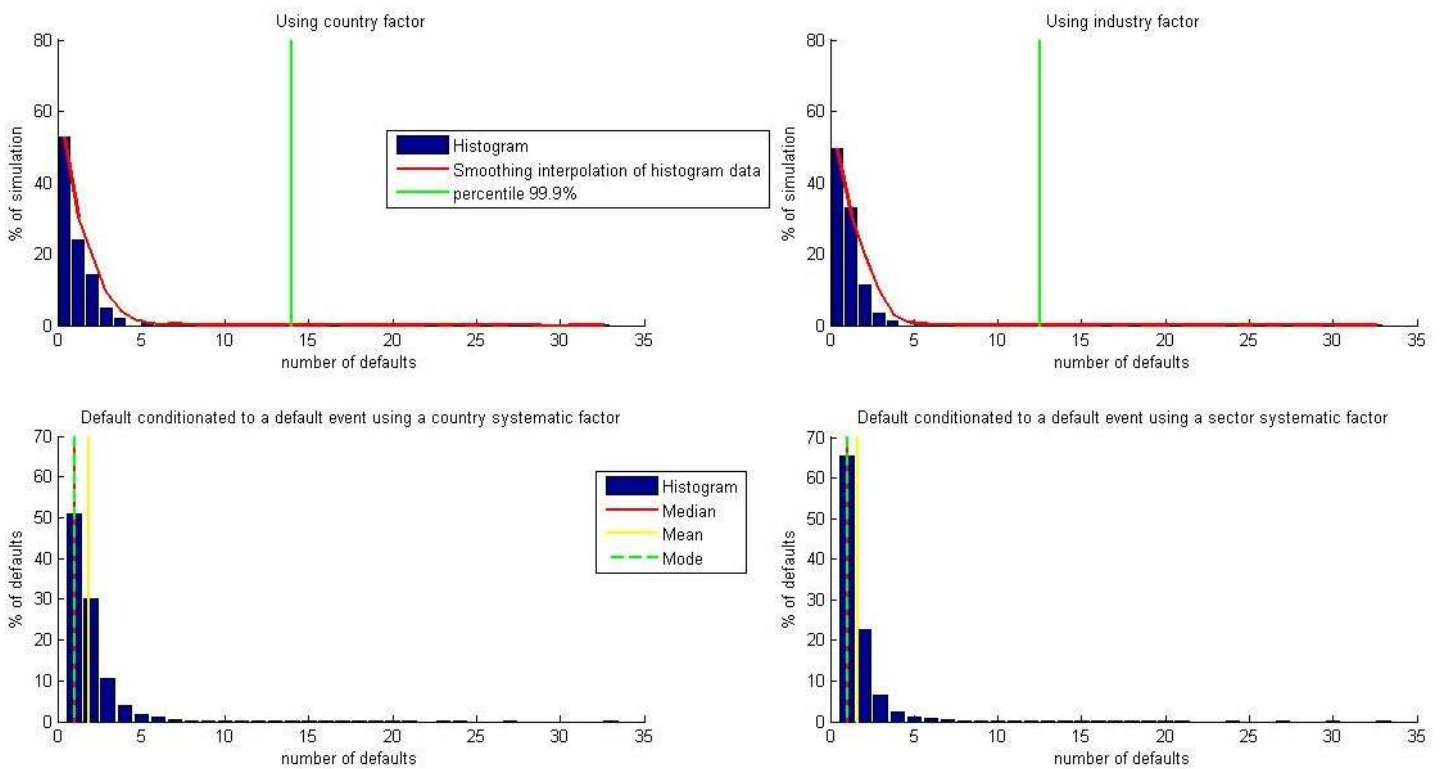 Using country factor
80
60
40
20
0
% of simulation
0 5 10 15 20 25 30 35
number of defaults
Histogram
Smoothing interpolation of histogram data
percentile 99.9%
Using industry factor
80
60
40
20
0
% of simulation
0 5 10 15 20 25 30 35
number of defaults
Default conditionated to a default event using a country systematic factor
70
60
50
40
30
20
10
0
% of defaults
0 5 10 15 20 25 30 35
number of defaults
Histogram
Median
Mean
Mode
Default conditionated to a default event using a sector systematic factor
70
60
50
40
30
20
10
0
% of defaults
0 5 10 15 20 25 30 35
number of defaults